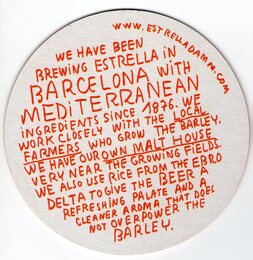 www.estrelladamm.com
WE HAVE BEEN
BREWING ESTRELLA iN
BARCELONA WiTH
MEDiTERRANEAN
iNGREDiENTS SiNCE 1876. WE
WORK CLOSELY WiTH THE LOCAL
FARMERS WHO GROW THE BARLEY.
WE HAVE OUR OWN MALT HOUSE
VERY NEAR THE GROWiNG FiELDS.
WE ALSO USE RiCE FROM THE EBRO
DELTA TO GiVE THE BEER A
REFRESHiNG PALATE AND A
CLEANER AROMA THAT DOES
NOT OVERPOWER THE
BARLEY.